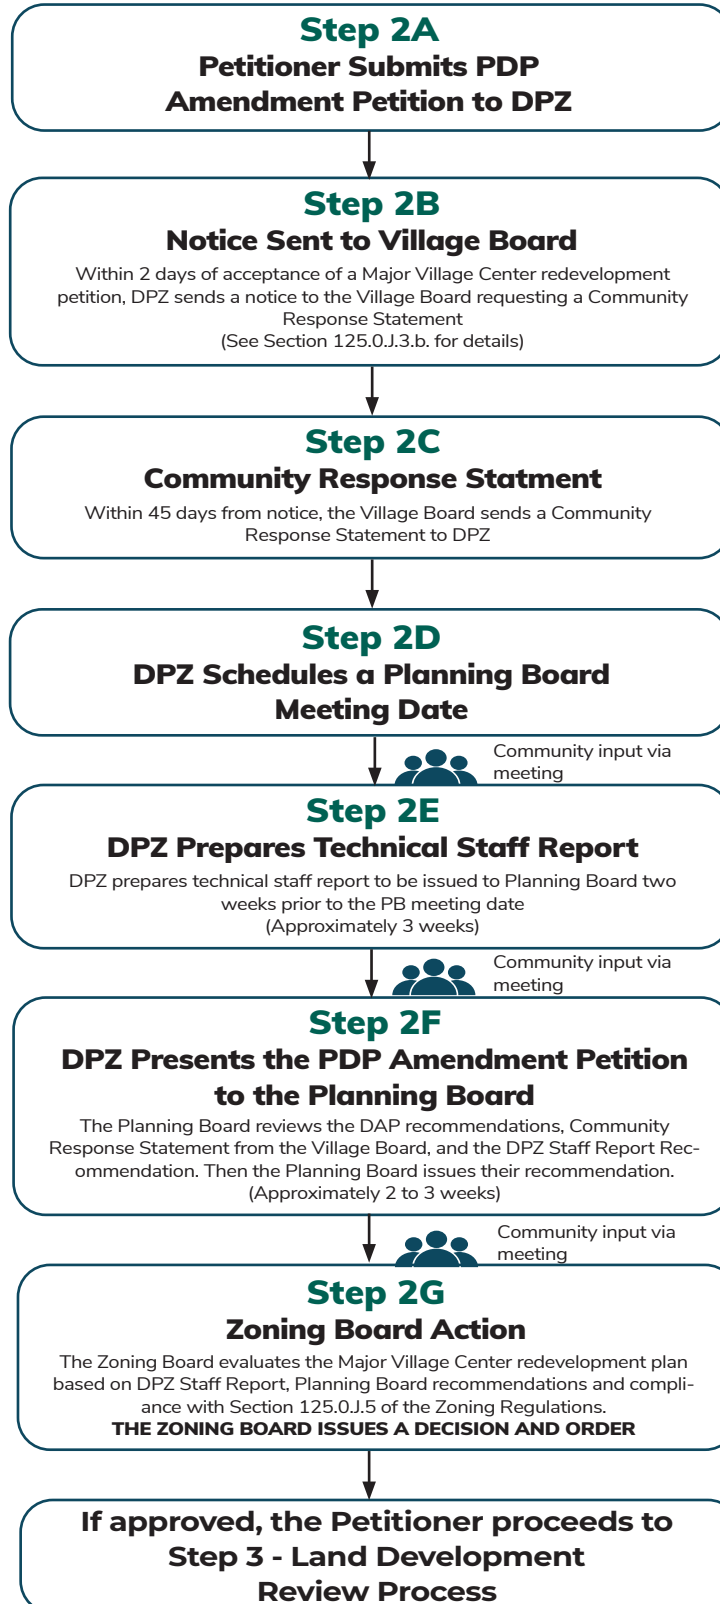 Step 2A
Petitioner Submits PDP
Amendment Petition to DPZ
Step 2B
Notice Sent to Village Board
Within 2 days of acceptance of a Major Village Center redevelopment
petition, DPZ sends a notice to the Village Board requesting a Community
Response Statement
(See Section 125.0.J.3.b. for details)
Step 2C
Community Response Statment
Within 45 days from notice, the Village Board sends a Community
Response Statement to DPZ
Step 2D
DPZ Schedules a Planning Board
Meeting Date
Community input via
meeting
Step 2E
DPZ Prepares Technical Staff Report
DPZ prepares technical staff report to be issued to Planning Board two
weeks prior to the PB meeting date
(Approximately 3 weeks)
Community input via
meeting
Step 2F
DPZ Presents the PDP Amendment Petition
to the Planning Board
The Planning Board reviews the DAP recommendations, Community
Response Statement from the Village Board, and the DPZ Staff Report Rec-
ommendation. Then the Planning Board issues their recommendation.
(Approximately 2 to 3 weeks)
Community input via
meeting
Step 2G
Zoning Board Action
The Zoning Board evaluates the Major Village Center redevelopment plan
based on DPZ Staff Report, Planning Board recommendations and compli-
ance with Section 125.0.J.5 of the Zoning Regulations.
THE ZONING BOARD ISSUES A DECISION AND ORDER
If approved, the Petitioner proceeds to
Step 3 - Land Development
Review Process